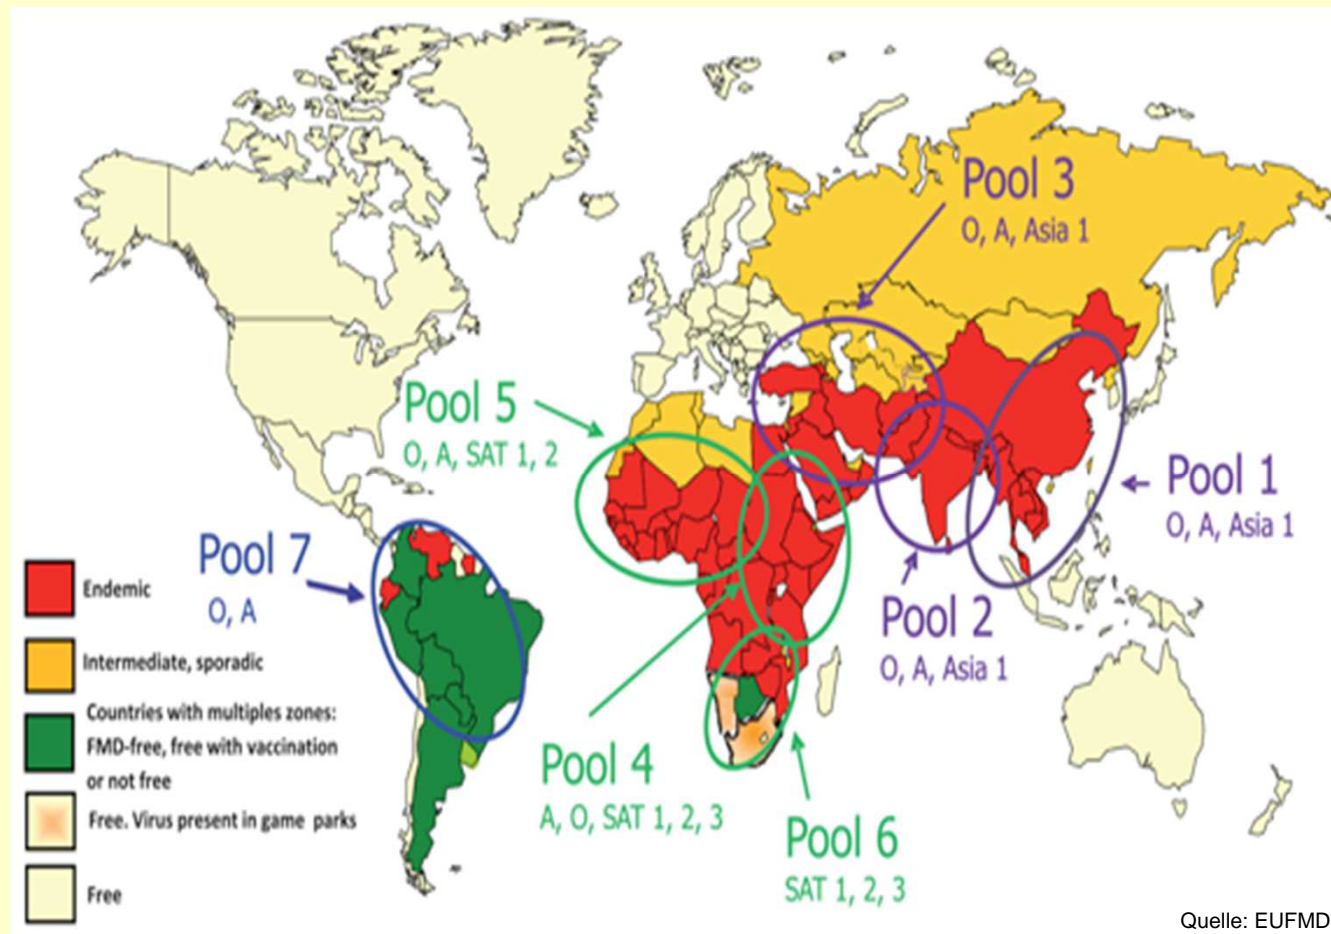 Pool 3
O, A, Asia 1
Pool 5
O, A, SAT 1, 2
Pool 1
O, A, Asia 1
Pool 7
O, A
Pool 2
O, A, Asia 1
Pool 4
A, O, SAT 1, 2, 3
Pool 6
SAT 1, 2, 3
Endemic
Intermediate, sporadic
Countries with multiples zones:
FMD-free, free with vaccination
or not free
Free. Virus present in game parks
Free
Quelle: EUFMD